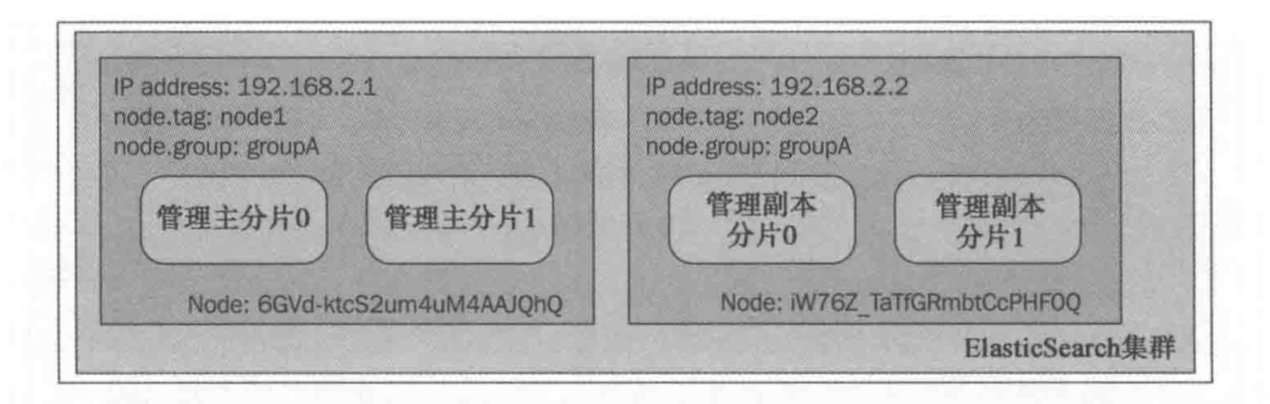 IP address: 192.168.2.1
node.tag: node1
node.group: groupA
管理主分片0
管理主分片1
Node: 6GVd-ktcS2um4uM4AAJQhQ
IP address: 192.168.2.2
node.tag: node2
node.group: groupA
管理副本
分片0
管理副本
分片1
Node: iW76Z_TaTfGRmbtCcPHF0Q
ElasticSearch集群